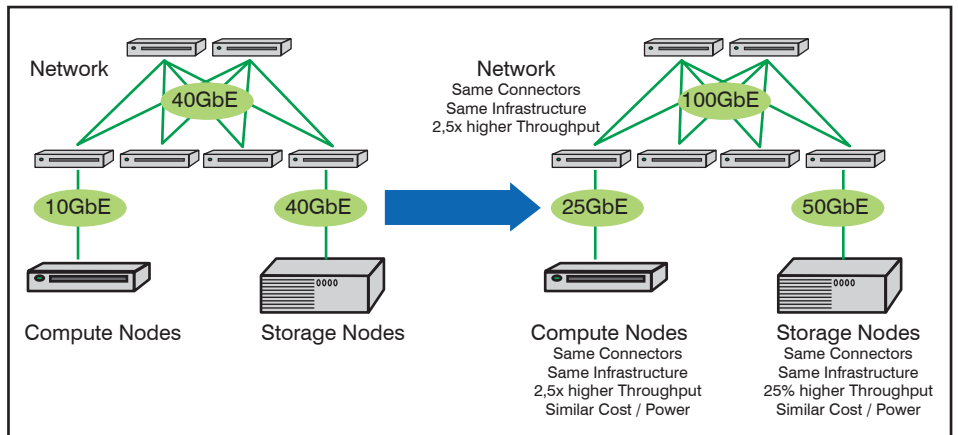 Network
40GbE
10GbE
40GbE
Compute Nodes
Storage Nodes
Network
Same Connectors
Same Infrastructure
2,5x higher Throughput
100GbE
25GbE
50GbE
Compute Nodes
Same Connectors
Same Infrastructure
2,5x higher Throughput
Similar Cost / Power
Storage Nodes
Same Connectors
Same Infrastructure
25% higher Throughput
Similar Cost / Power